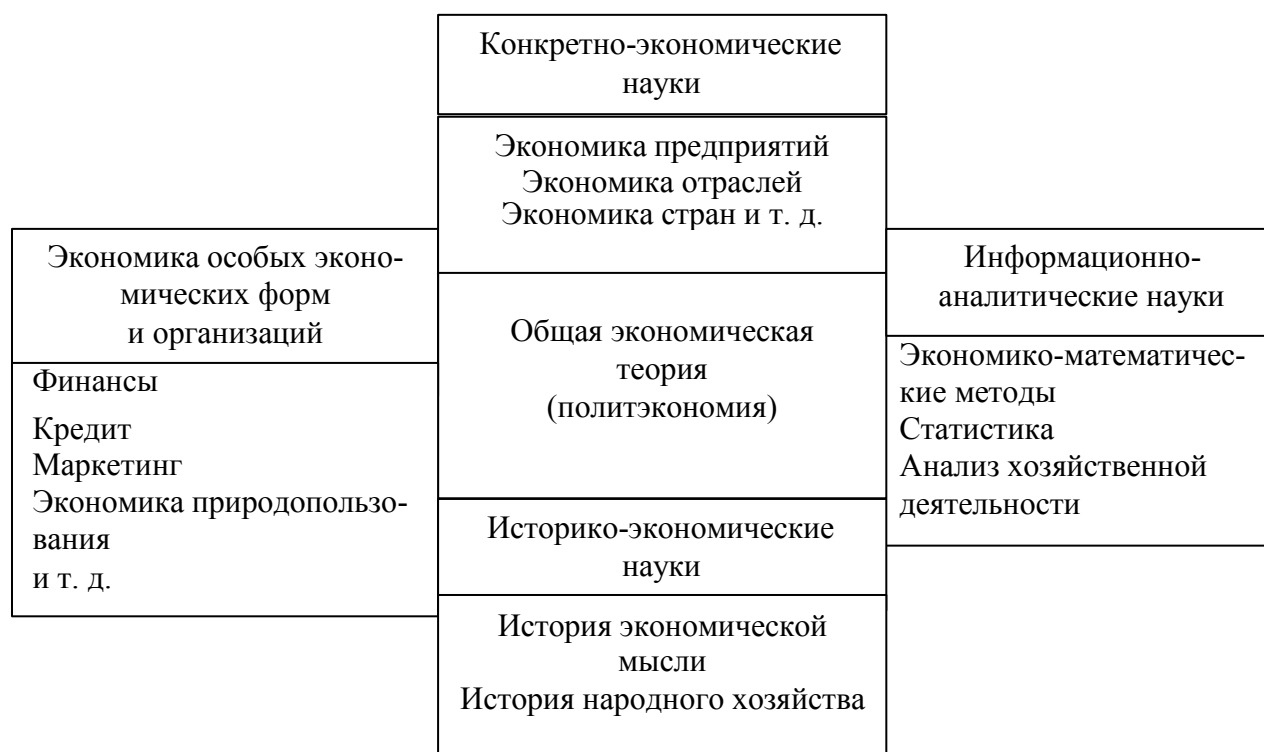 Конкретно-экономические
науки
Экономика предприятий
Экономика отраслей
Экономика стран и т. д.
Экономика особых эконо-
мических форм
и организаций
Финансы
Кредит
Маркетинг
Экономика природопользо-
вания
и т. д.
Общая экономическая
теория
(политэкономия)
Информационно-
аналитические науки
Экономико-математичес-
кие методы
Статистика
Анализ хозяйственной
деятельности
Историко-экономические
науки
История экономической
мысли
История народного хозяйства